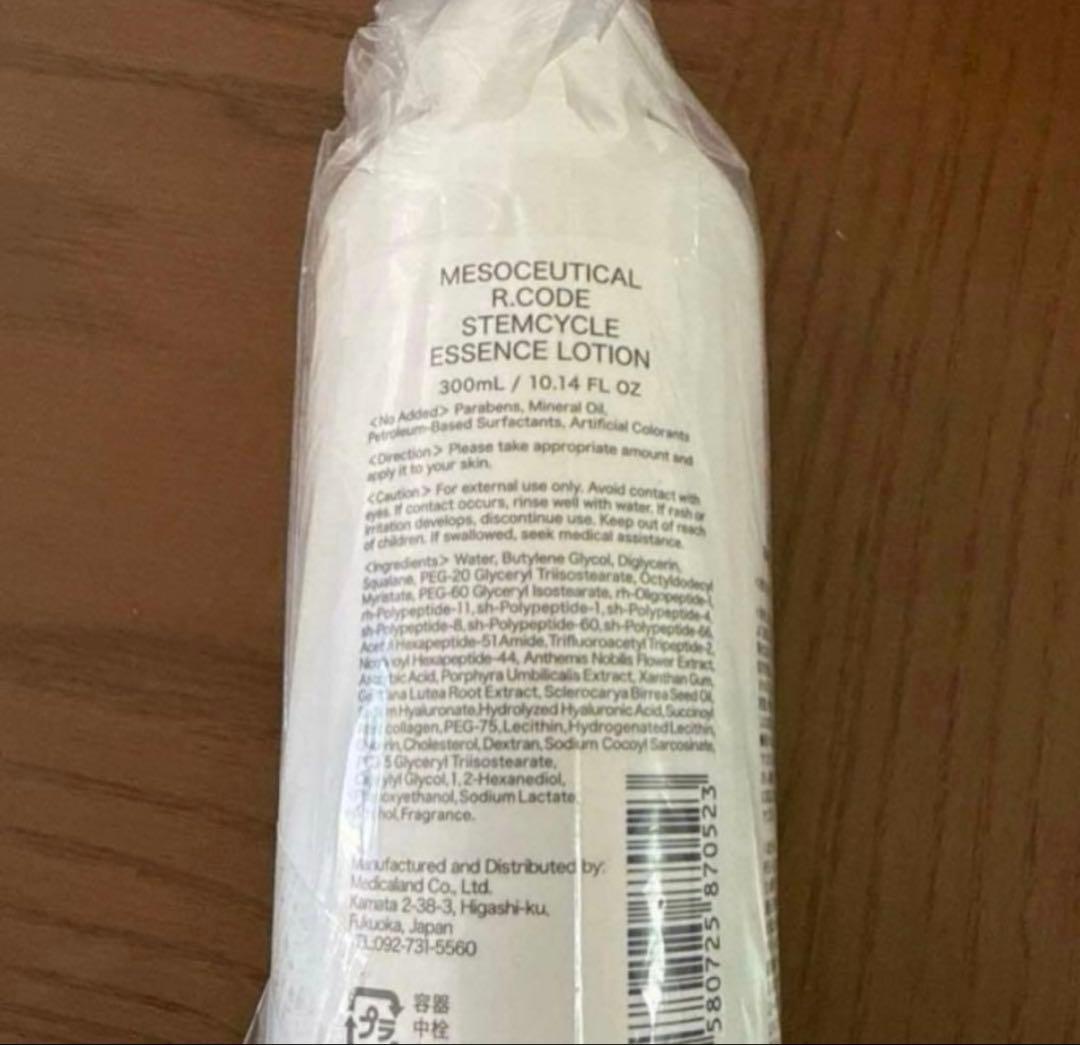 MESOCEUTICAL
R.CODE
STEMCYCLE
ESSENCE LOTION
300mL / 10.14 FL OZ
<No Added> Parabens, Mineral Oil,
Petroleum-Based Surfactants, Artificial Colorants
<Direction> Please take appropriate amount and
apply it to your skin.
<Caution> For external use only. Avoid contact with
eyes. If contact occurs, rinse well with water. If rash or
irritation develops, discontinue use. Keep out of reach
of children. If swallowed, seek medical assistance.
<Ingredients> Water, Butylene Glycol, Diglycerin,
Squalane, PEG-20 Glyceryl Triisostearate, Octyldodecyl
Myristate, PEG-60 Glyceryl Isostearate, rh-Oligopeptide-1,
rh-Polypeptide-11, sh-Polypeptide-1, sh-Polypeptide-4,
sh-Polypeptide-8, sh-Polypeptide-60, sh-Polypeptide-66,
Hexapeptide-51 Amide, Trifluoroacetyl Tripeptide-2,
Hexapeptide-44, Anthemis Nobilis Flower Extract,
Acid, Porphyra Umbilicalis Extract, Xanthan Gum,
Lutea Root Extract, Sclerocarya Birrea Seed Oil,
Hyaluronate, Hydrolyzed Hyaluronic Acid, Succinoyl
collagen, PEG-75, Lecithin, Hydrogenated Lecithin,
Cholesterol, Dextran, Sodium Cocoyl Sarcosinate,
Glyceryl Triisostearate,
Glycol, 1, 2-Hexanediol,
Sodium Lactate,
Fragrance.
Manufactured and Distributed by:
Medicaland Co., Ltd.
Kamata 2-38-3, Higashi-ku,
Fukuoka, Japan
092-731-5560
プラ
容器
中栓
580725 870523